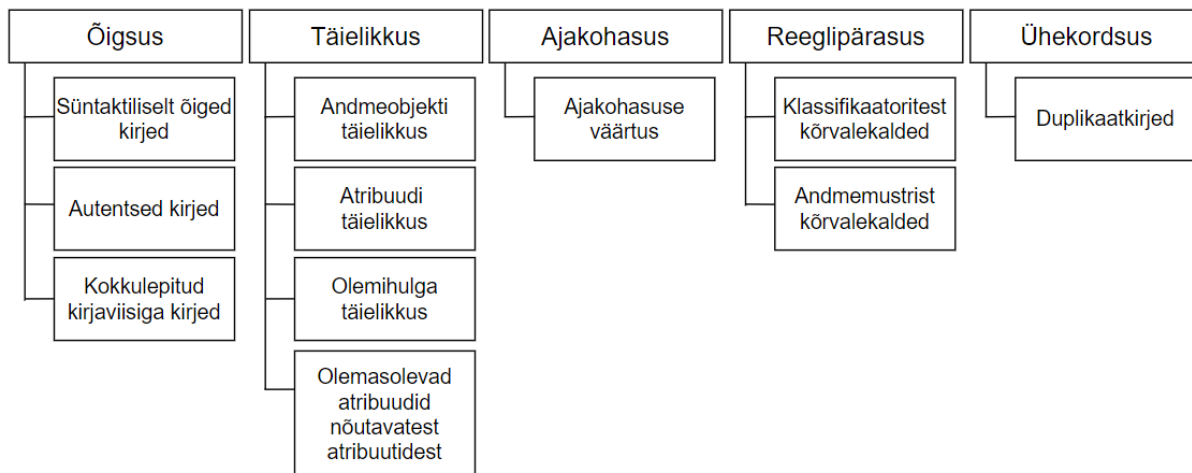 Õigsus
Süntaktiliselt õiged
kirjed
Autentsed kirjed
Kokkulepitud
kirjaviisiga kirjed
Täielikkus
Andmeobjekti
täielikkus
Atribuudi
täielikkus
Olemihulga
täielikkus
Olemasolevad
atribuudid
nõutavatest
atribuutidest
Ajakohasus
Ajakohasuse
väärtus
Reeglipärasus
Klassifikaatoritest
kõrvalekalded
Andmemustrist
kõrvalekalded
Ühekordsus
Duplikaatkirjed